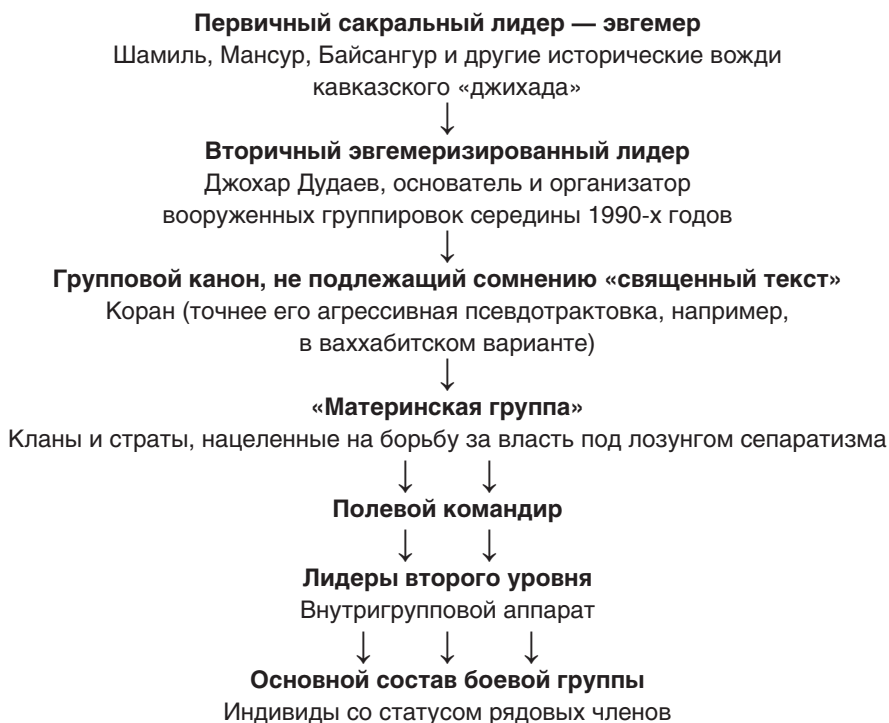 Первичный сакральный лидер — эвгемер
Шамиль, Мансур, Байсангур и другие исторические вожди
кавказского «джихада»
↓
Вторичный эвгемеризированный лидер
Джохар Дудаев, основатель и организатор
вооруженных группировок середины 1990-х годов
↓
Групповой канон, не подлежащий сомнению «священный текст»
Коран (точнее его агрессивная псевдотрактовка, например,
в ваххабитском варианте)
↓
«Материнская группа»
Кланы и страты, нацеленные на борьбу за власть под лозунгом сепаратизма
↓ ↓
Полевой командир
↓ ↓
Лидеры второго уровня
Внутригрупповой аппарат
↓ ↓ ↓
Основной состав боевой группы
Индивиды со статусом рядовых членов